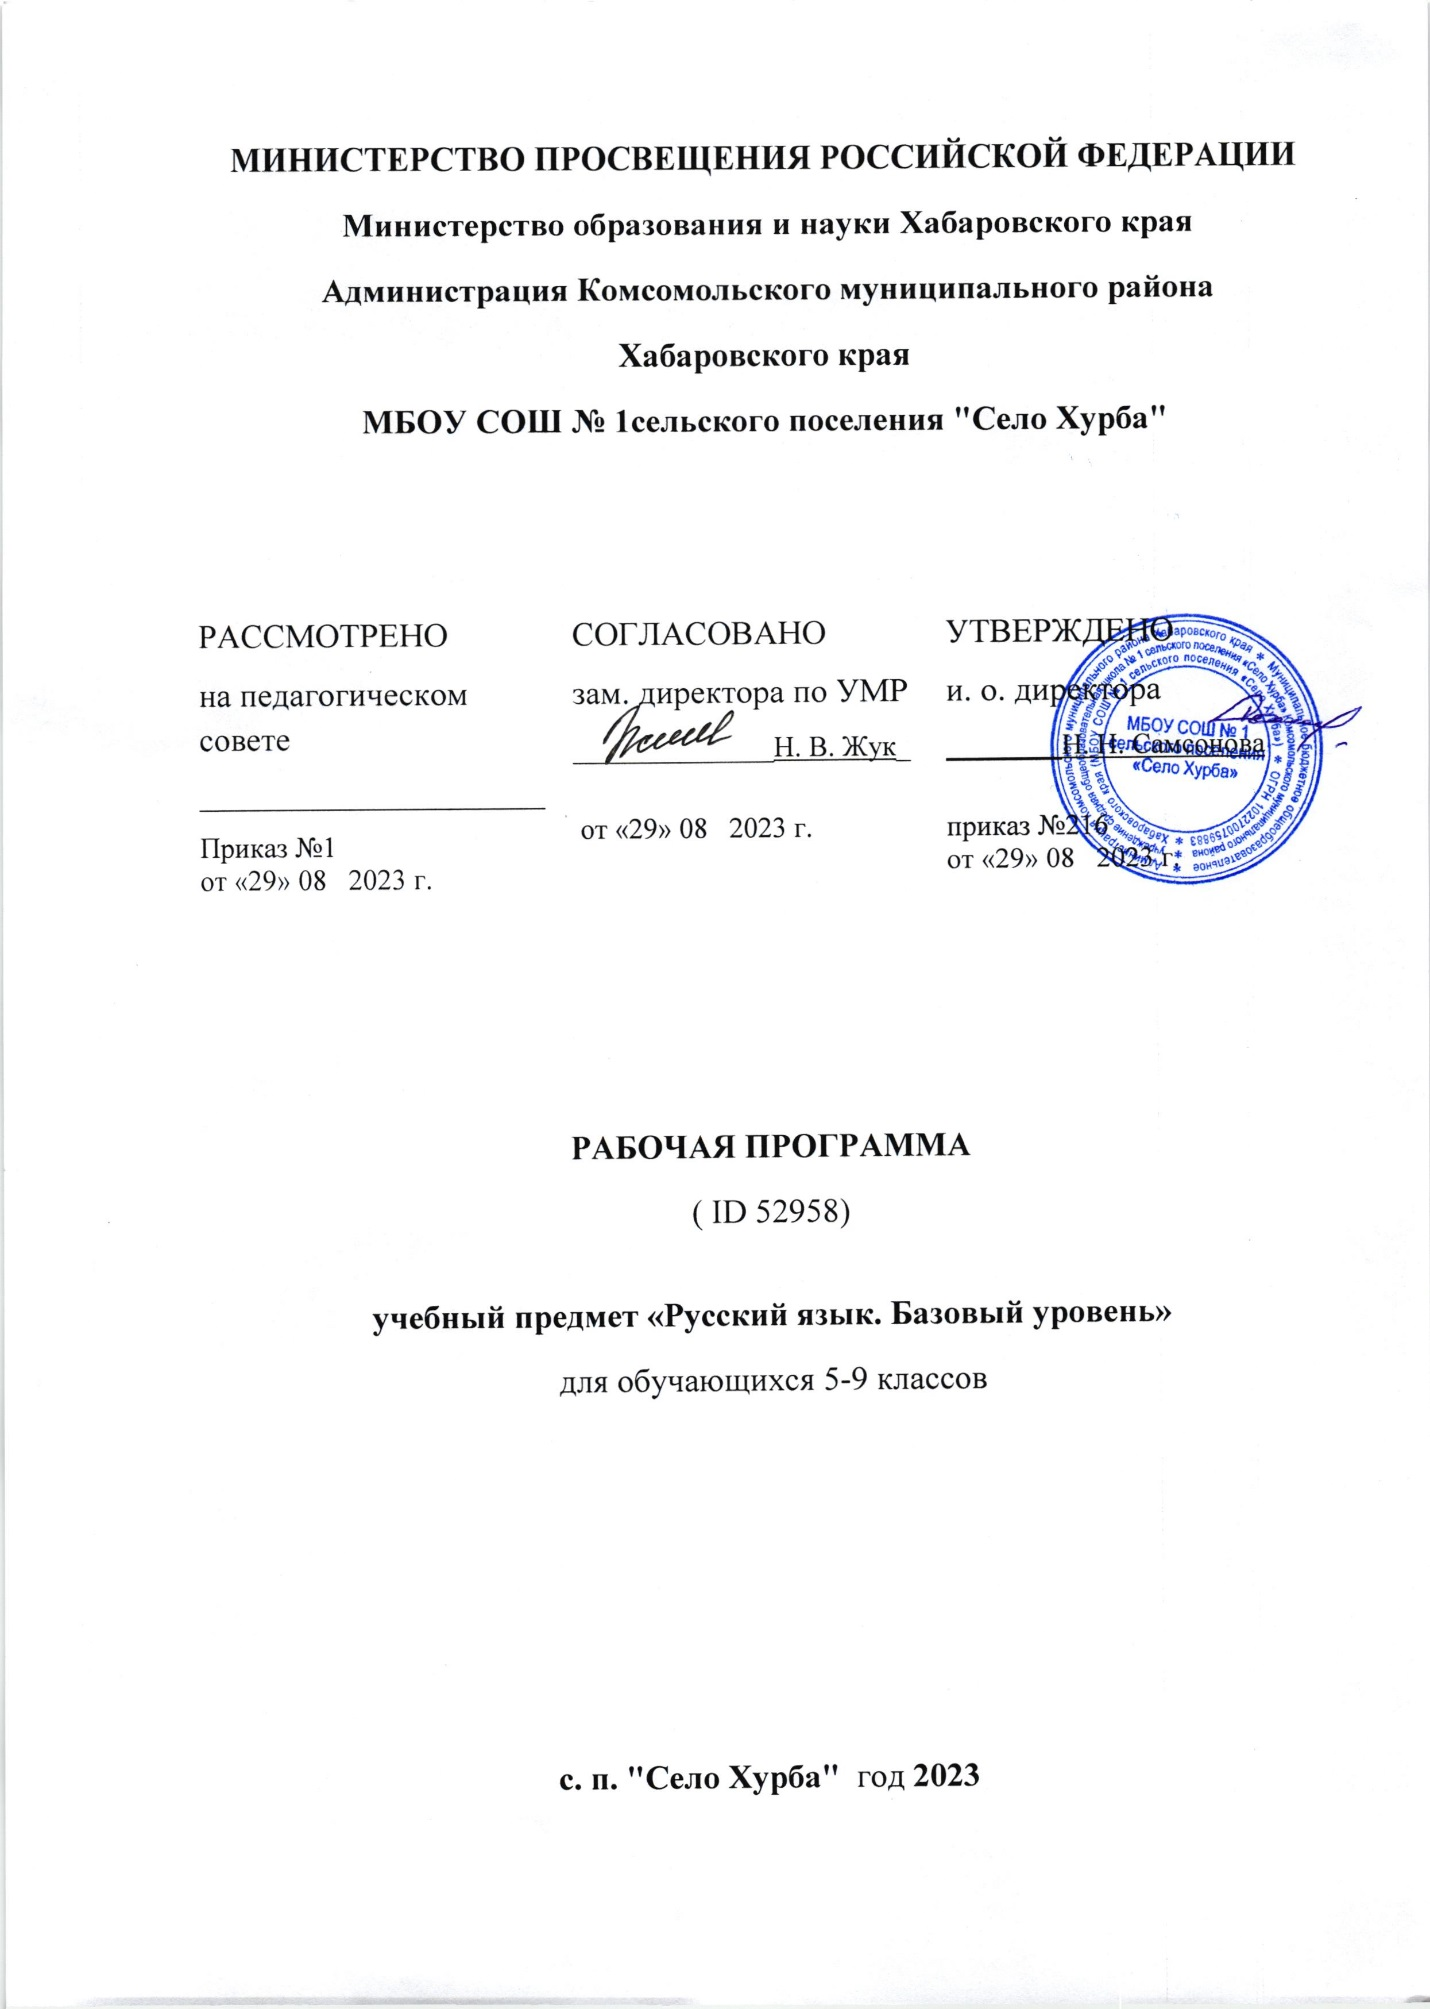 МИНИСТЕРСТВО ПРОСВЕЩЕНИЯ РОССИЙСКОЙ ФЕДЕРАЦИИ
Министерство образования и науки Хабаровского края
Администрация Комсомольского муниципального района
Хабаровского края
МБОУ СОШ № 1сельского поселения "Село Хурба"
РАССМОТРЕНО
на педагогическом
совете
Приказ №1
от «29» 08 2023 г.
СОГЛАСОВАНО
зам. директора по УМР
Н. В. Жук
от «29» 08 2023 г.
УТВЕРЖДЕНО
и. о. директора
Н. Н. Самсонова
приказ №216
от «29» 08 2023 г.
МБОУ СОШ № 1
сельского поселения
«Село Хурба»
РАБОЧАЯ ПРОГРАММА
( ID 52958)
учебный предмет «Русский язык. Базовый уровень»
для обучающихся 5-9 классов
с. п. "Село Хурба" год 2023